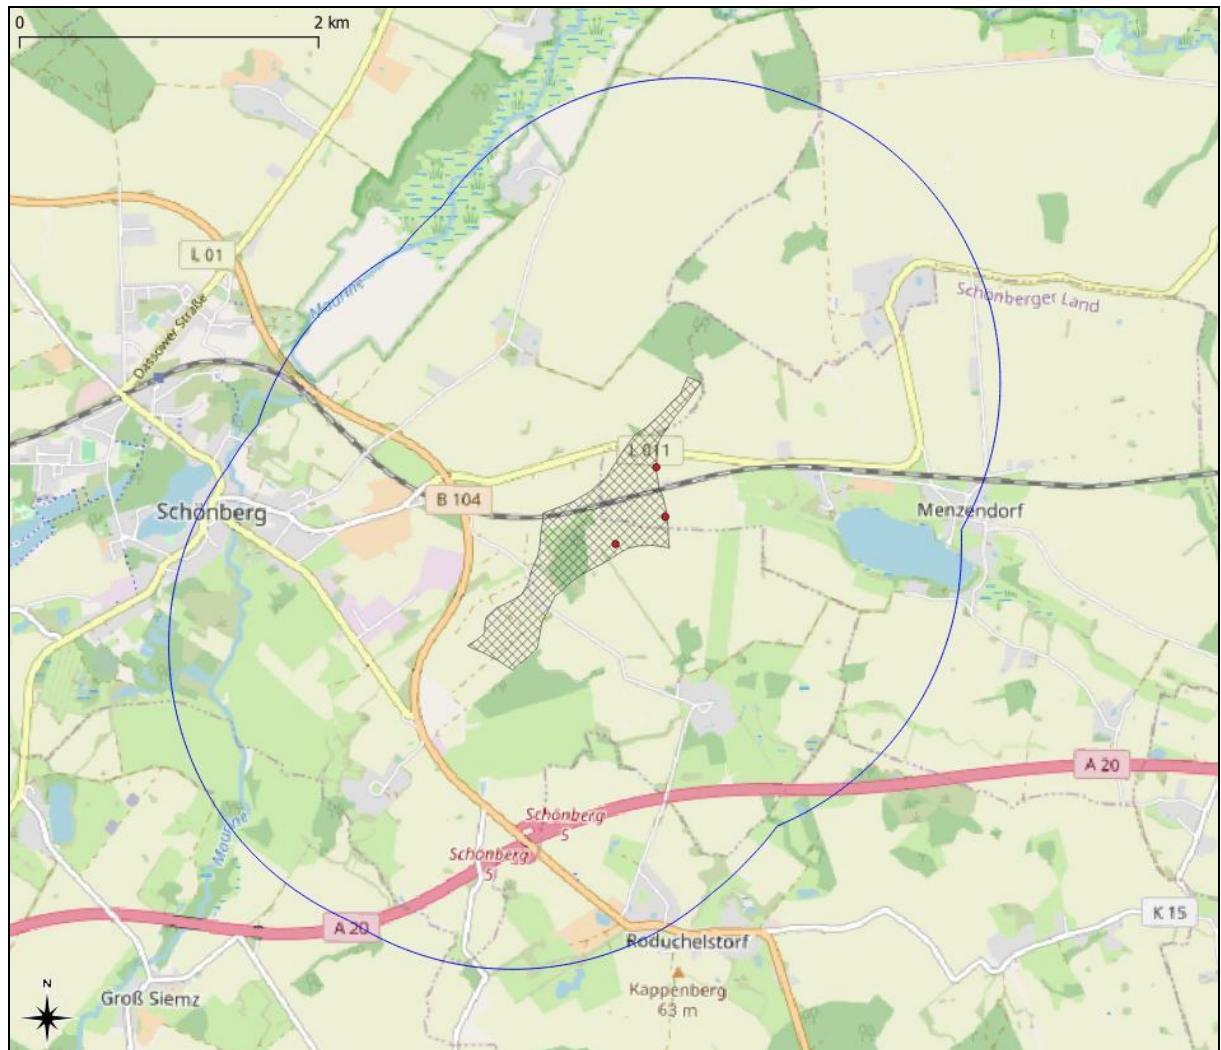 0
2 km
L 01
Dassower Straße
Maurine
Schönberger Land
L 011
B 104
Schönberg
Menzendorf
A 20
Schönberg
5
Schönberg
5
Maurine
A 20
K 15
Roduchelstorf
N
Groß Siemz
Kappenberg
63 m